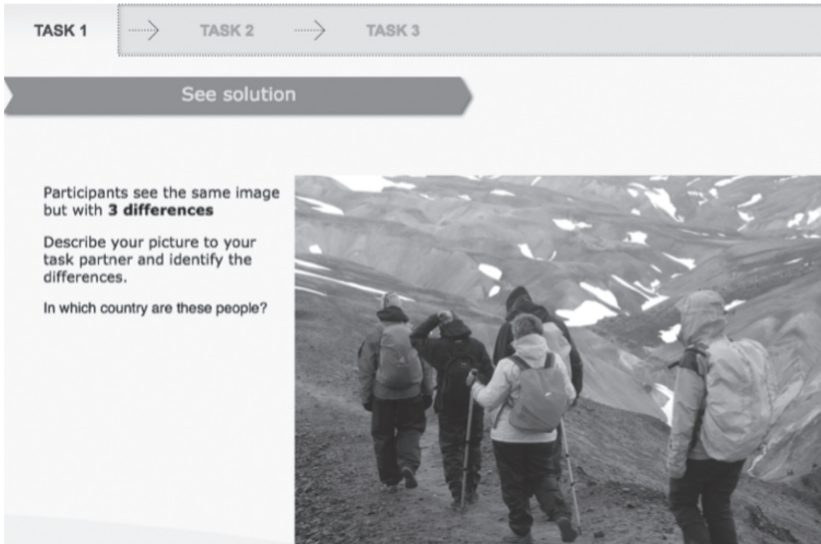 TASK 1 TASK 2 TASK 3
See solution
Participants see the same image
but with 3 differences
Describe your picture to your
task partner and identify the
differences.
In which country are these people?